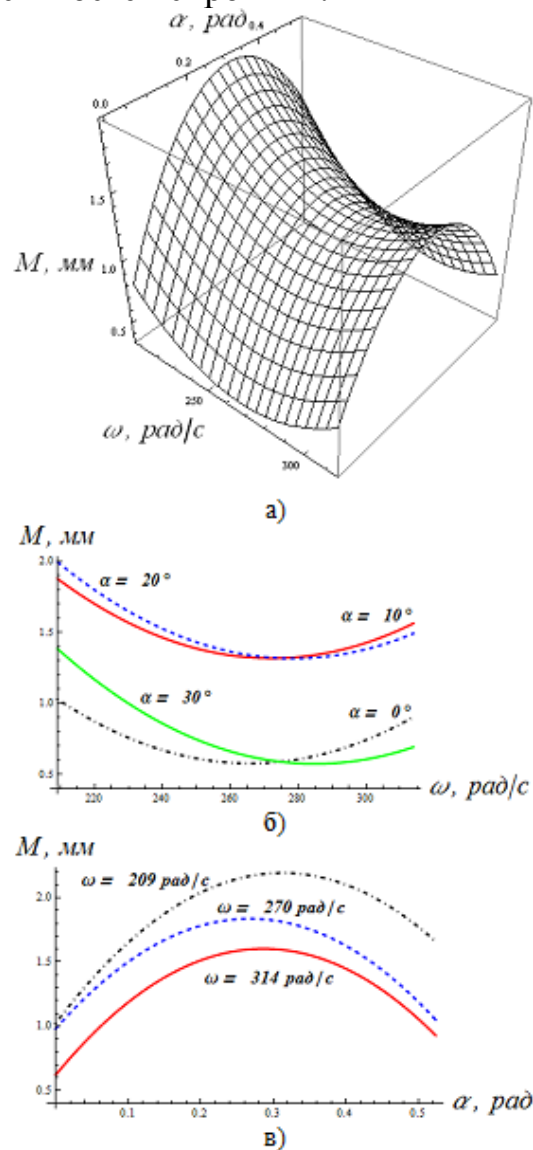 α, рад 0.4
0.2
0.0
1.5
M, мм 1.0
0.5
250
ω, рад/с
300
а)
M, мм
2.0
α = 20°
α = 10°
1.5
1.0
α = 30°
α = 0°
0.5
220 240 260 280 300
ω, рад/с
б)
M, мм
ω = 209 рад/с
2.0
ω = 270 рад/с
1.5
ω = 314 рад/с
1.0
0.5
0.1 0.2 0.3 0.4 0.5
α, рад
в)